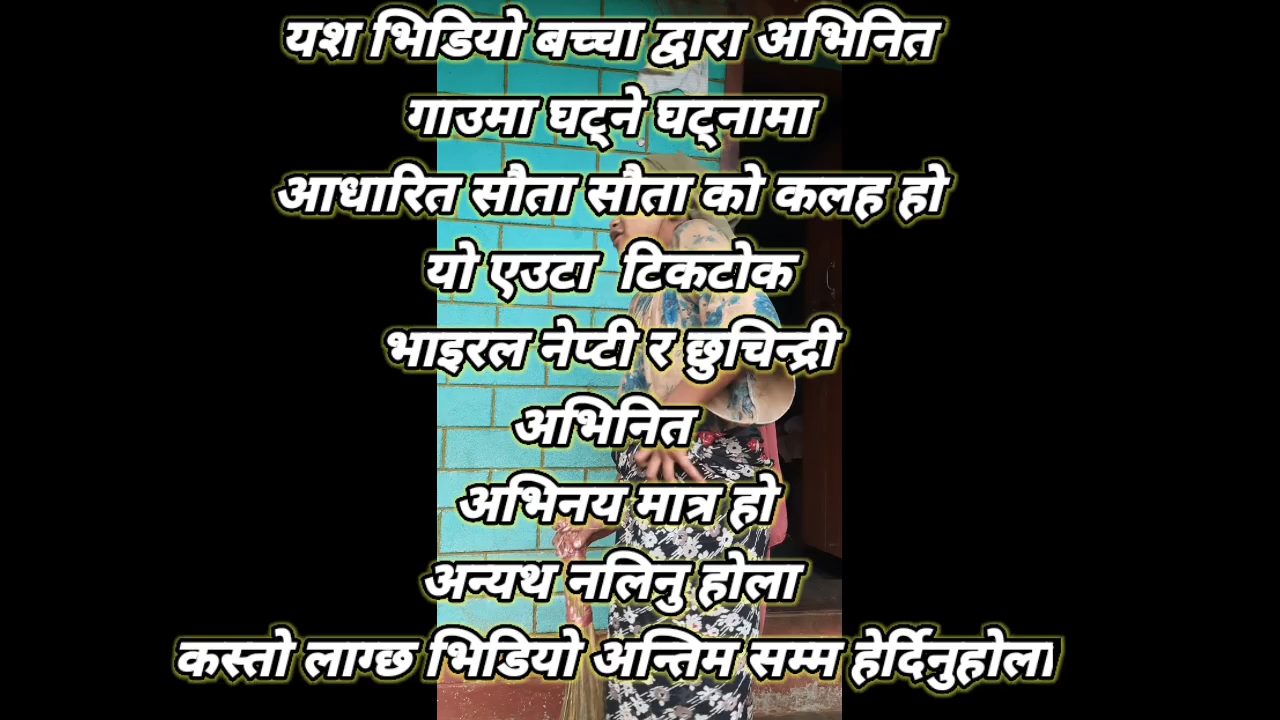 यश भिडियो बच्चा द्वारा अभिनित
गाउमा घट्ने घट्नामा
आधारित सौता सौता को कलह हो
यो एउटा टिकटोक
भाइरल नेप्टी र छुचिन्द्री
अभिनित
अभिनय मात्र हो
अन्यथ नलिनु होला
कस्तो लाग्छ भिडियो अन्तिम सम्म हेर्दिनुहोला